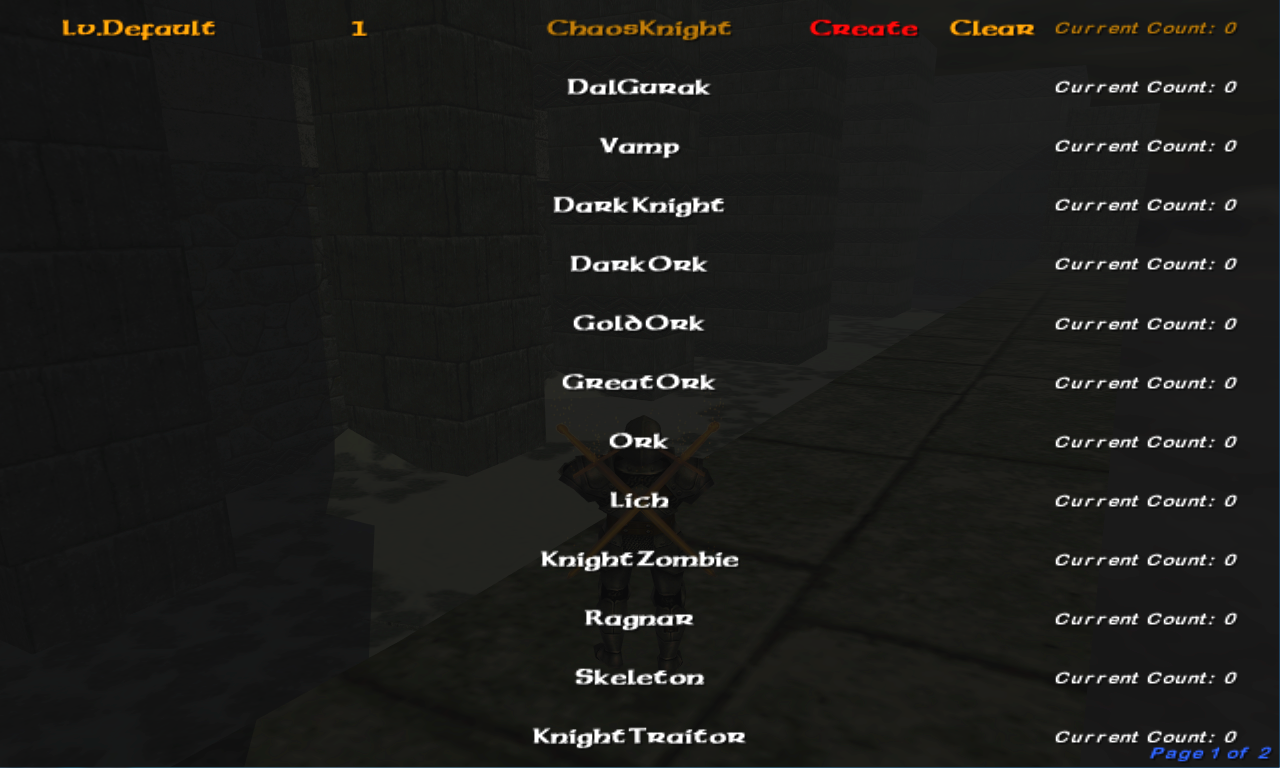 Lv.Default 1 ChaosKnight Create Clear Current Count: 0
DalGurak Current Count: 0
Vamp Current Count: 0
DarkKnight Current Count: 0
DarkOrk Current Count: 0
GoldOrk Current Count: 0
GreatOrk Current Count: 0
Ork Current Count: 0
Lich Current Count: 0
KnightZombie Current Count: 0
Ragnar Current Count: 0
Skeleton Current Count: 0
KnightTraitor Current Count: 0
Page 1 of 2